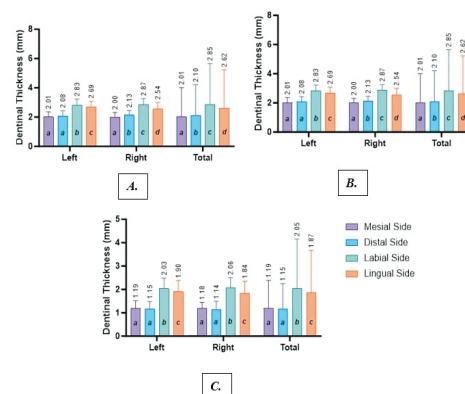 Dentinal Thickness (mm)
8
6
4
2
0
2.01
2.08
2.83
2.69
2.00
2.13
2.87
2.54
2.01
2.10
2.85
2.62
a a b c
a b c d
a b c d
Left Right Total
A.
Dentinal Thickness (mm)
8
6
4
2
0
2.01
2.08
2.83
2.69
2.00
2.13
2.87
2.54
2.01
2.10
2.85
2.62
a a b c
a b c d
a a b c
Left Right Total
B.
Dentinal Thickness (mm)
5
4
3
2
1
0
1.19
1.15
2.03
1.90
1.18
1.14
2.06
1.84
1.19
1.15
2.05
1.87
a a b c
a a b c
a a b c
Left Right Total
C.
Mesial Side
Distal Side
Labial Side
Lingual Side